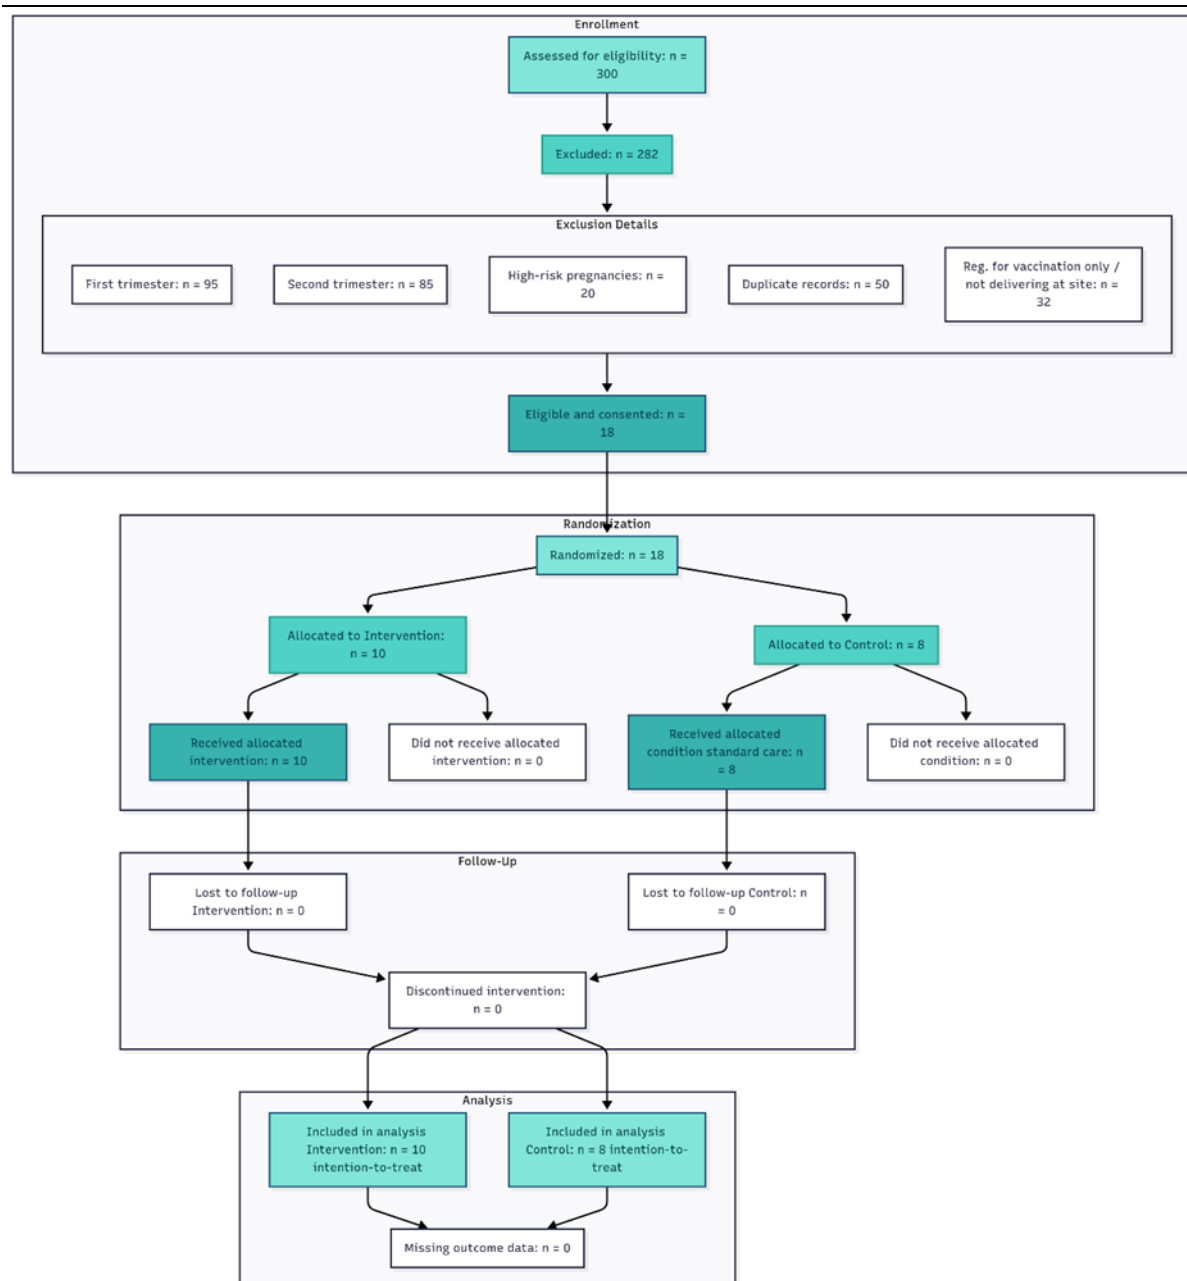 Enrollment
Assessed for eligibility: n =
300
Excluded: n = 282
Exclusion Details
First trimester: n = 95
Second trimester: n = 85
High-risk pregnancies: n =
20
Duplicate records: n = 50
Reg. for vaccination only /
not delivering at site: n =
32
Eligible and consented: n =
18
Randomization
Randomized: n = 18
Allocated to Intervention:
n = 10
Allocated to Control: n = 8
Received allocated
intervention: n = 10
Did not receive allocated
intervention: n = 0
Received allocated
condition standard care: n
= 8
Did not receive allocated
condition: n = 0
Follow-Up
Lost to follow-up
Intervention: n = 0
Lost to follow-up Control: n
= 0
Discontinued intervention:
n = 0
Analysis
Included in analysis
Intervention: n = 10
intention-to-treat
Included in analysis
Control: n = 8 intention-to-
treat
Missing outcome data: n = 0